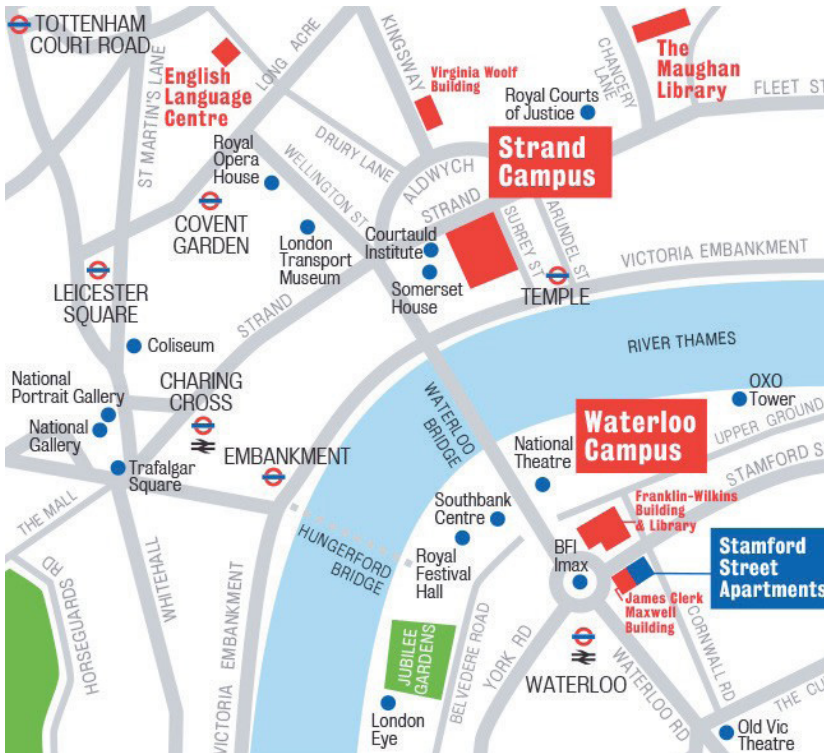 TOTTENHAM
COURT ROAD
ST MARTIN'S LANE
English
Language
Centre
LONG ACRE
KINGSWAY
Virginia Woolf
Building
CHANCERY
LANE
The
Maughan
Library
FLEET ST
Royal Courts
of Justice
DRURY LANE
Royal
Opera
House
WELLINGTON ST
ALDWYCH
Strand
Campus
STRAND
COVENT
GARDEN
London
Transport
Museum
Courtauld
Institute
Somerset
House
SURREY ST
ARUNDEL ST
TEMPLE
VICTORIA EMBANKMENT
LEICESTER
SQUARE
STRAND
Coliseum
RIVER THAMES
National
Portrait Gallery
National
Gallery
CHARING
CROSS
Trafalgar
Square
EMBANKMENT
WATERLOO
BRIDGE
OXO
Tower
Waterloo
Campus
UPPER GROUND
National
Theatre
STAMFORD S
THE MALL
Southbank
Centre
Franklin-Wilkins
Building
& Library
HUNGERFORD
BRIDGE
Royal
Festival
Hall
BFI
Imax
Stamford
Street
Apartments
James Clerk
Maxwell
Building
HORSEGUARDS RD
WHITEHALL
VICTORIA EMBANKMENT
JUBILEE
GARDENS
BELVEDERE ROAD
YORK RD
WATERLOO
WATERLOO RD
CORNWALL RD
THE CU
London
Eye
Old Vic
Theatre